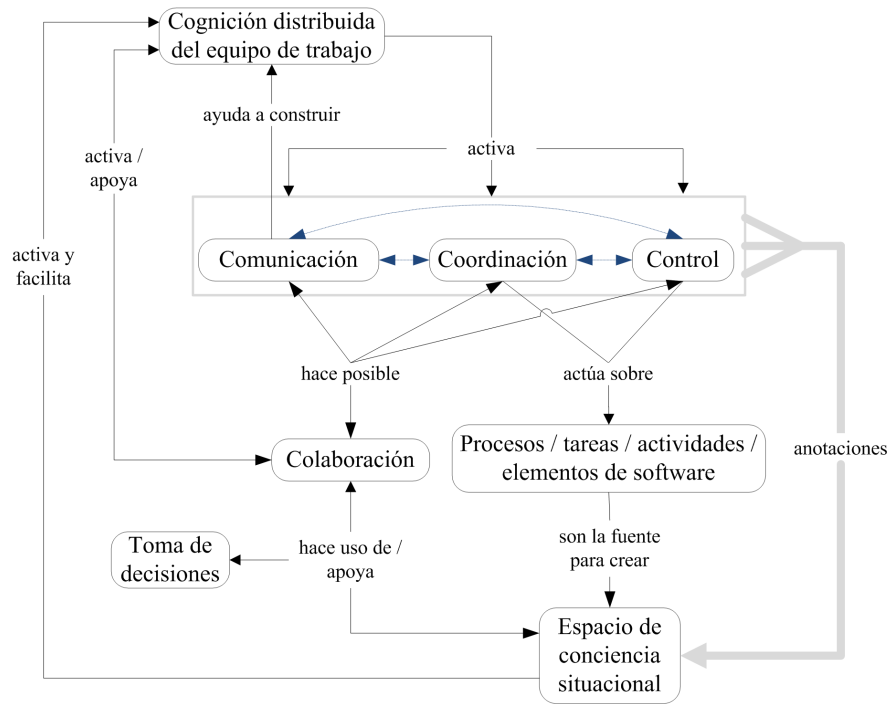 Cognición distribuida
del equipo de trabajo
ayuda a construir
activa
activa /
apoya
activa y
facilita
Comunicación
Coordinación
Control
hace posible
actúa sobre
Colaboración
Procesos / tareas / actividades /
elementos de software
anotaciones
Toma de
decisiones
hace uso de /
apoya
son la fuente
para crear
Espacio de
conciencia
situacional